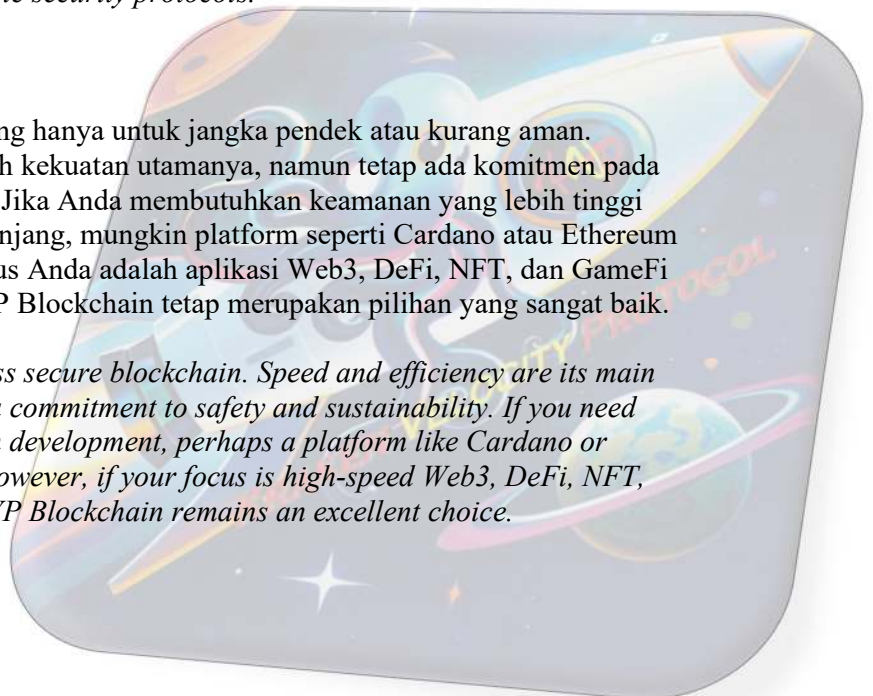 ne security protocols.
ng hanya untuk jangka pendek atau kurang aman.
h kekuatan utamanya, namun tetap ada komitmen pada
Jika Anda membutuhkan keamanan yang lebih tinggi
njang, mungkin platform seperti Cardano atau Ethereum
us Anda adalah aplikasi Web3, DeFi, NFT, dan GameFi
P Blockchain tetap merupakan pilihan yang sangat baik.
ss secure blockchain. Speed and efficiency are its main
commitment to safety and sustainability. If you need
development, perhaps a platform like Cardano or
owever, if your focus is high-speed Web3, DeFi, NFT,
VP Blockchain remains an excellent choice.
VELOCITY PROTOCOL